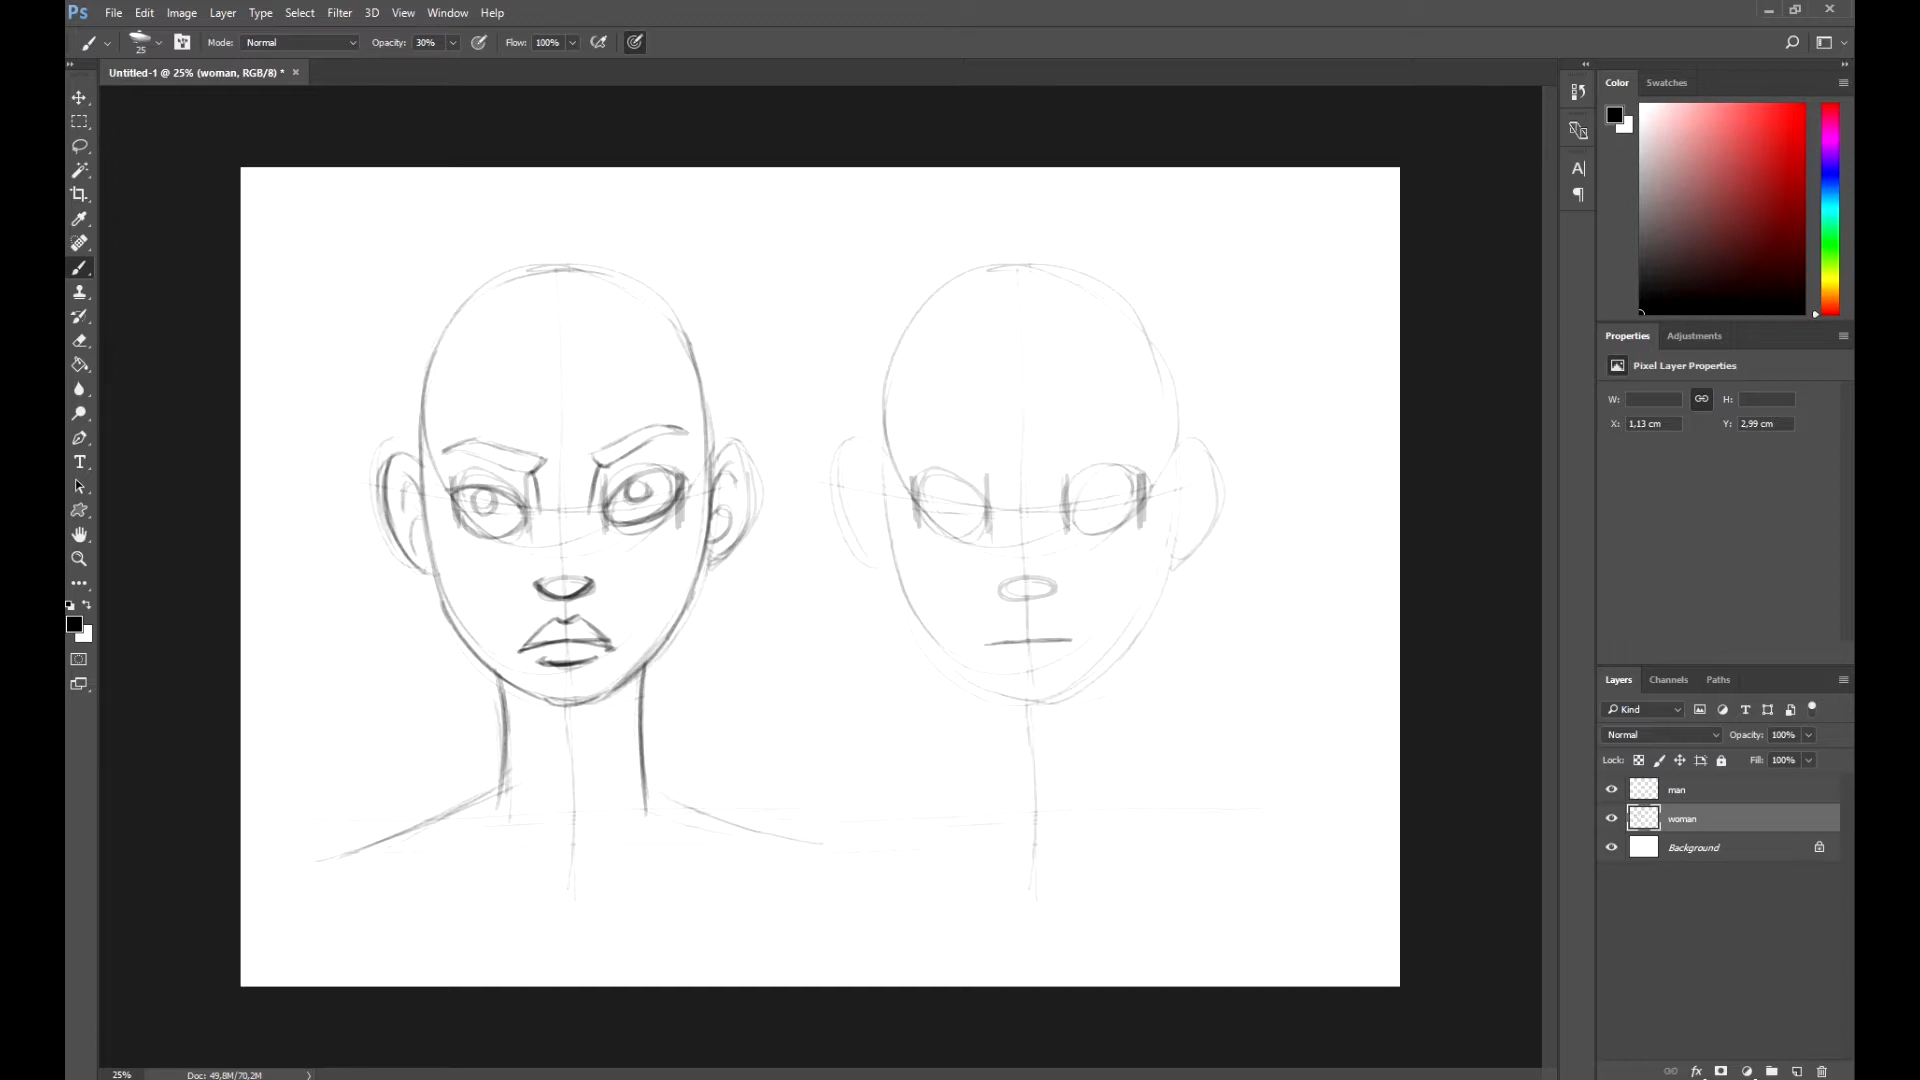 Ps File Edit Image Layer Type Select Filter 3D View Window Help
25 Mode: Normal Opacity: 30% Flow: 100%
Untitled-1 @ 25% (woman, RGB/8) * ×
Color Swatches
A|
¶
Properties Adjustments
Pixel Layer Properties
W: H:
X: 1,13 cm Y: 2,99 cm
T
Layers Channels Paths
Kind T
Normal Opacity: 100%
Lock: Fill: 100%
man
woman
Background
fx
25% Doc: 49,8M/70,2M